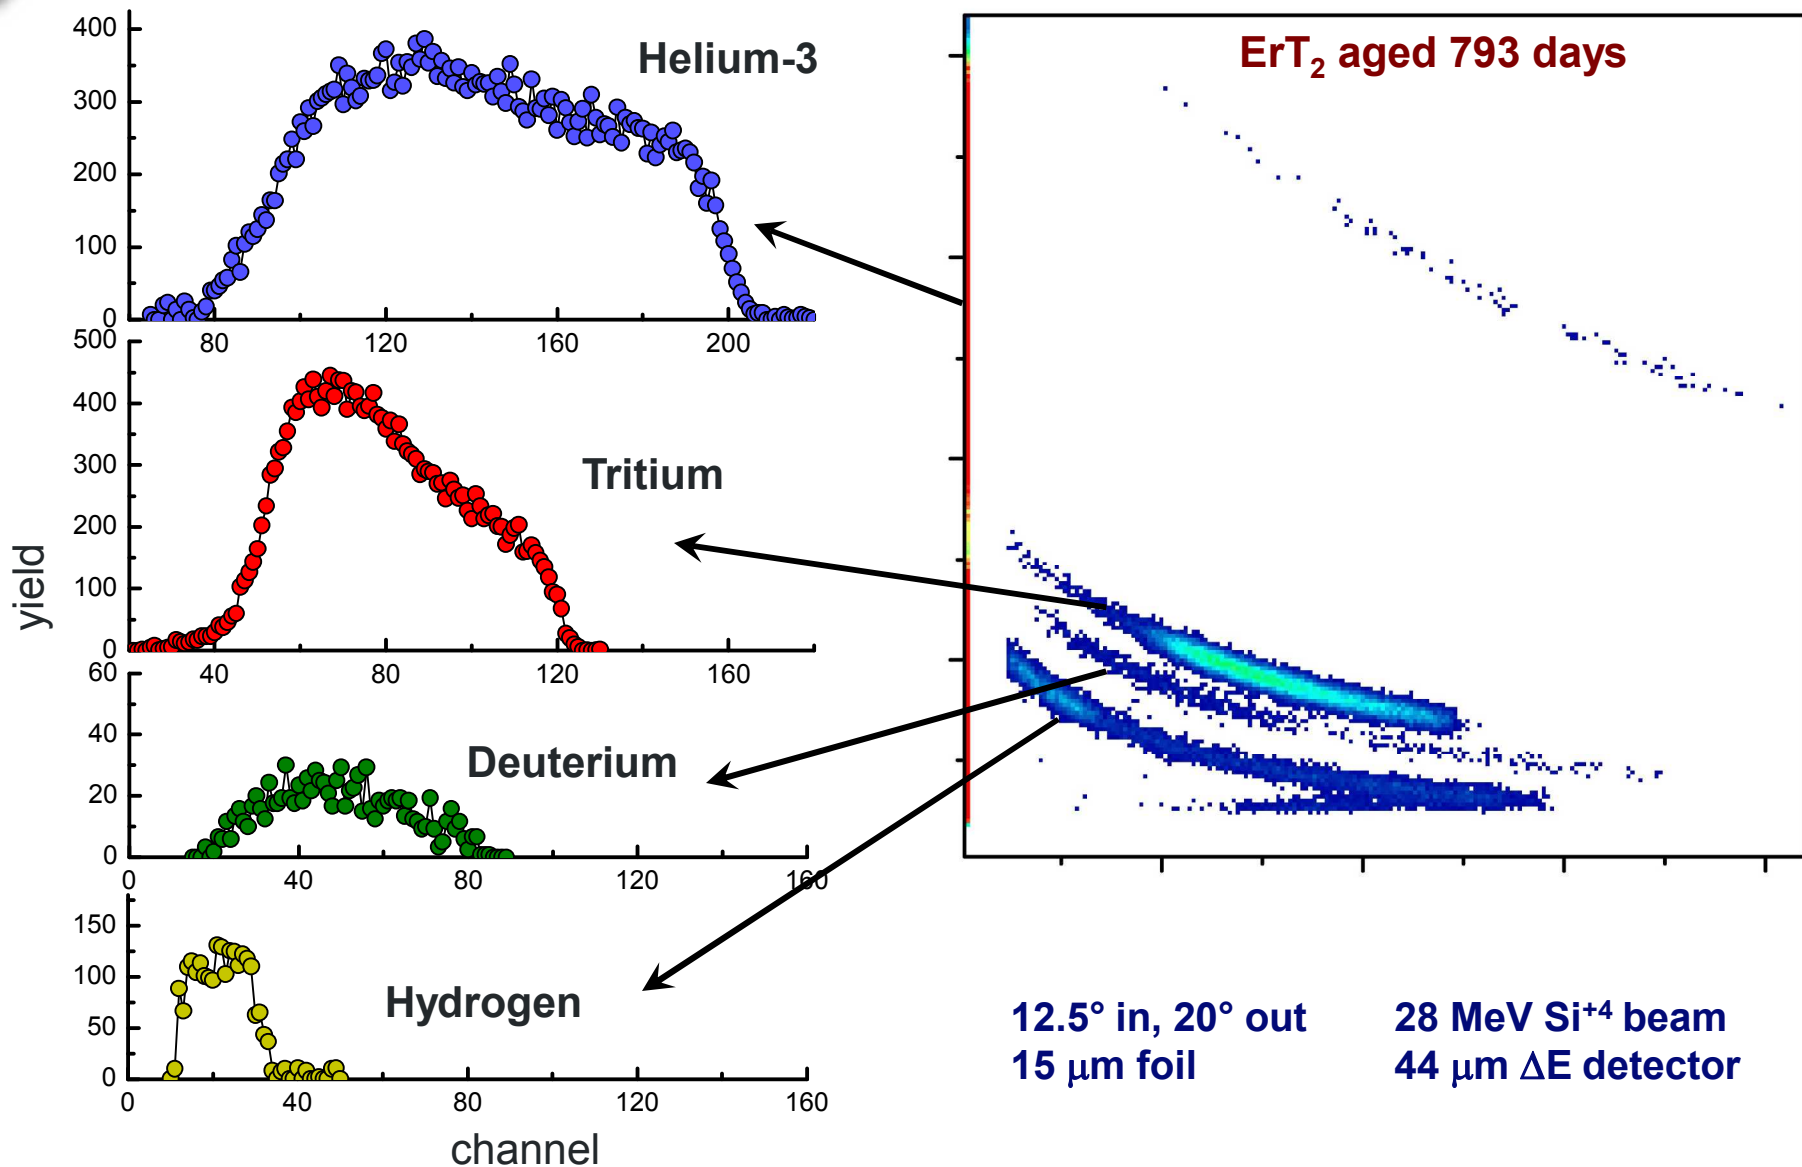 ErT2 aged 793 days
Helium-3
400
300
200
100
0
80 120 160 200
Tritium
500
400
300
200
100
0
40 80 120 160
Deuterium
60
40
20
0
0 40 80 120 160
Hydrogen
150
100
50
0
0 40 80 120 160
yield
channel
12.5° in, 20° out
15 μm foil
28 MeV Si+4 beam
44 μm ΔE detector